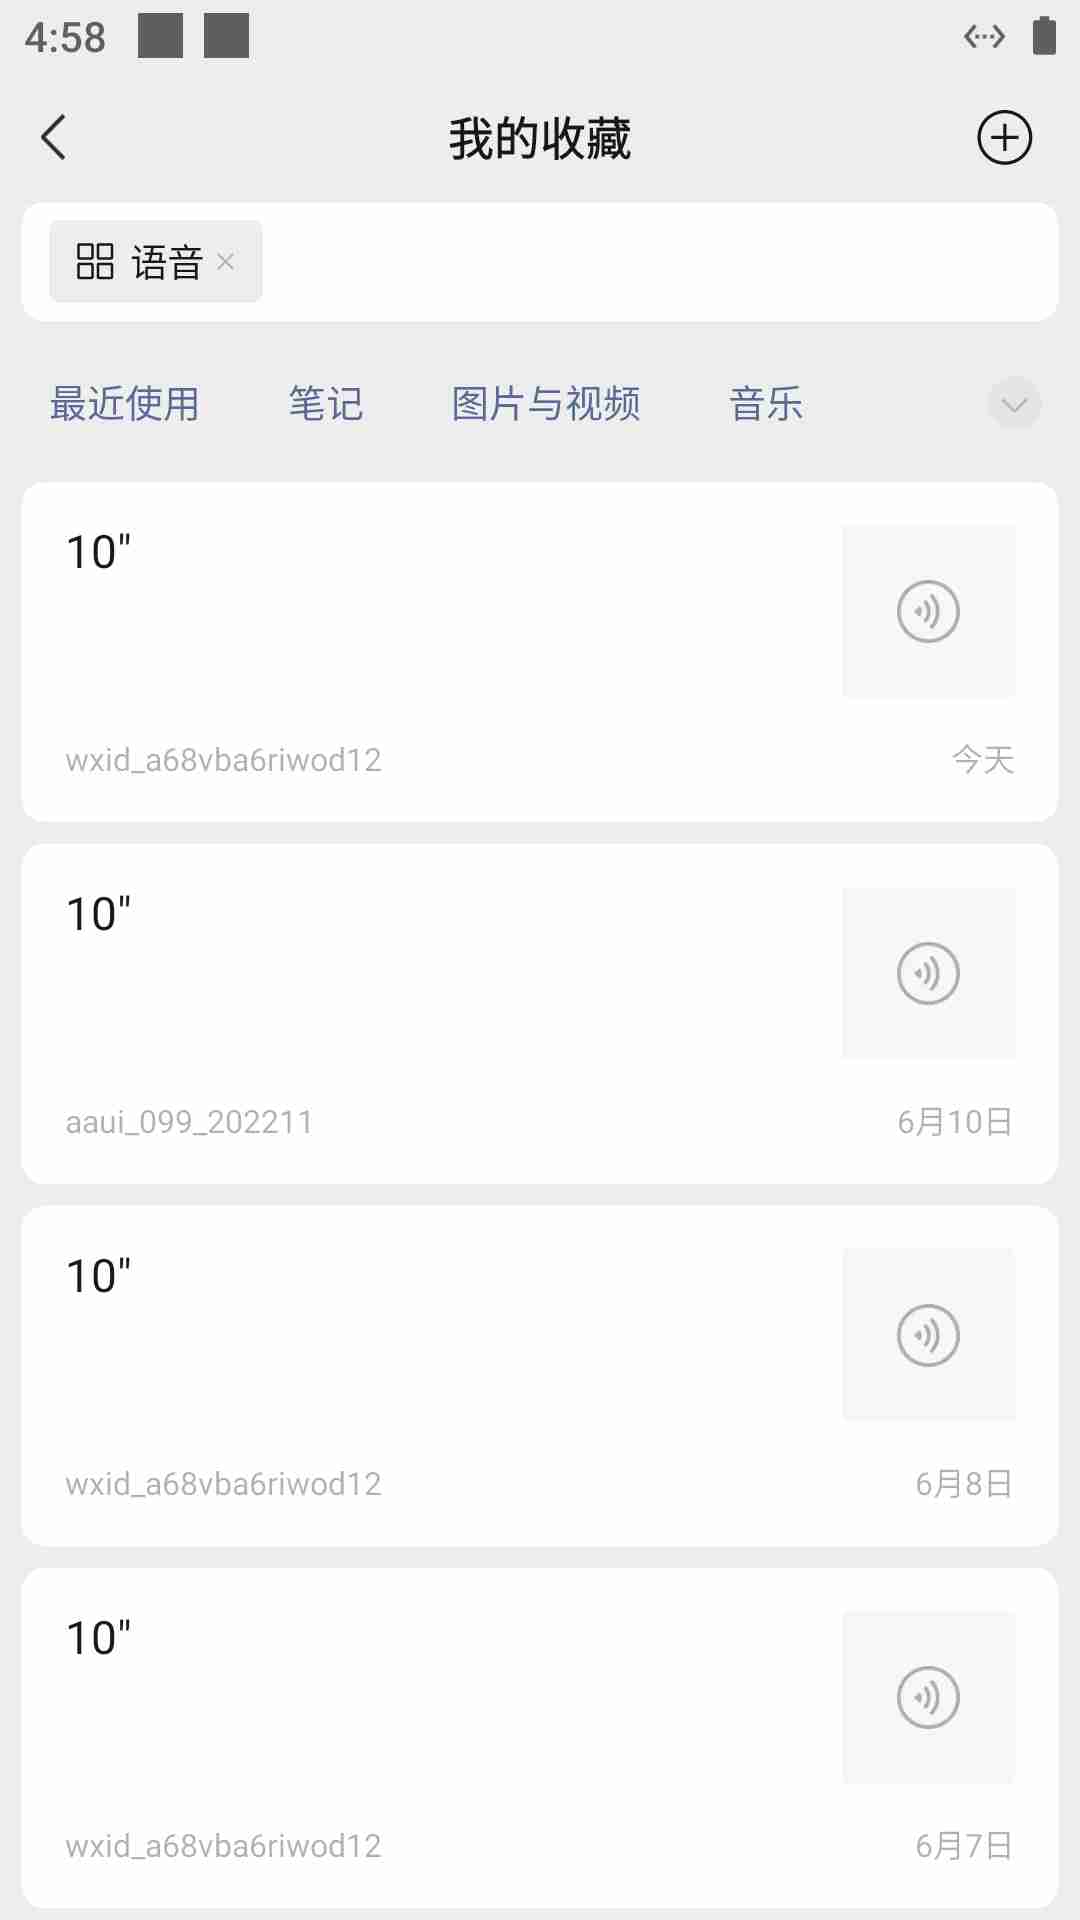 4:58
我的收藏
语音
最近使用 笔记 图片与视频 音乐
10"
wxid_a68vba6riwod12 今天
10"
aaui_099_202211 6月10日
10"
wxid_a68vba6riwod12 6月8日
10"
wxid_a68vba6riwod12 6月7日